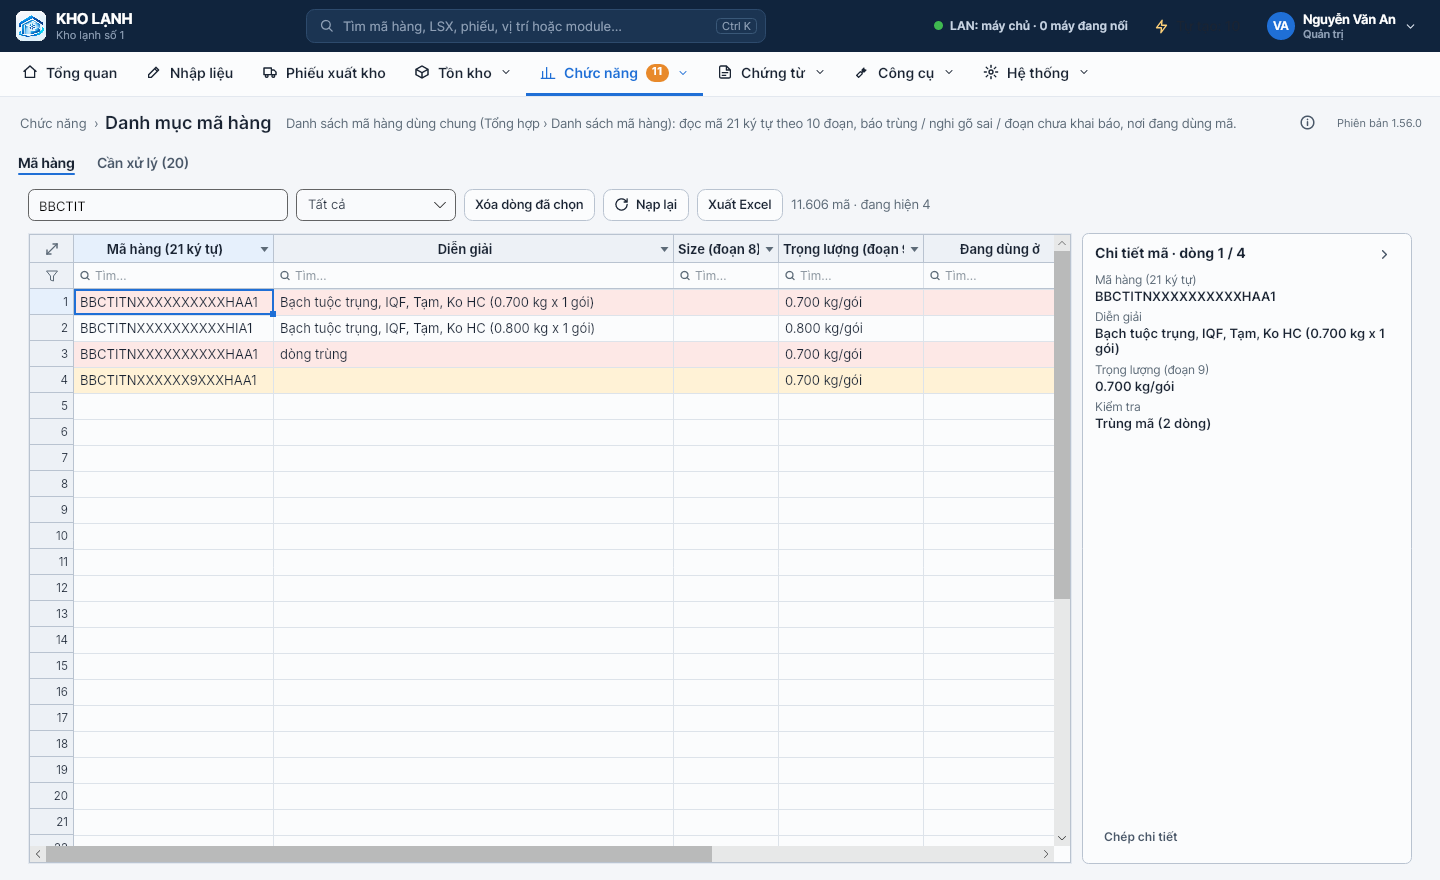 KHO LẠNH
Kho lạnh số 1
Tìm mã hàng, LSX, phiếu, vị trí hoặc module...
Ctrl K
LAN: máy chủ · 0 máy đang nối
VA
Nguyễn Văn An
Quản trị
Tổng quan
Nhập liệu
Phiếu xuất kho
Tồn kho
Chức năng
11
Chứng từ
Công cụ
Hệ thống
Chức năng › Danh mục mã hàng
Danh sách mã hàng dùng chung (Tổng hợp › Danh sách mã hàng): đọc mã 21 ký tự theo 10 đoạn, báo trùng / nghi gõ sai / đoạn chưa khai báo, nơi đang dùng mã.
Phiên bản 1.56.0
Mã hàng
Cần xử lý (20)
BBCTIT
Tất cả
Xóa dòng đã chọn
Nạp lại
Xuất Excel
11.606 mã · đang hiện 4
Mã hàng (21 ký tự)
Diễn giải
Size (đoạn 8)
Trọng lượng (đoạn 9
Đang dùng ở
Tìm...
Tìm...
Tìm...
Tìm...
Tìm...
1 BBCTITNXXXXXXXXXXHAA1 Bạch tuộc trụng, IQF, Tạm, Ko HC (0.700 kg x 1 gói) 0.700 kg/gói
2 BBCTITNXXXXXXXXXXHIA1 Bạch tuộc trụng, IQF, Tạm, Ko HC (0.800 kg x 1 gói) 0.800 kg/gói
3 BBCTITNXXXXXXXXXXHAA1 dòng trùng 0.700 kg/gói
4 BBCTITNXXXXXX9XXXHAA1 0.700 kg/gói
5
6
7
8
9
10
11
12
13
14
15
16
17
18
19
20
21
Chi tiết mã · dòng 1 / 4
Mã hàng (21 ký tự)
BBCTITNXXXXXXXXXXHAA1
Diễn giải
Bạch tuộc trụng, IQF, Tạm, Ko HC (0.700 kg x 1
gói)
Trọng lượng (đoạn 9)
0.700 kg/gói
Kiểm tra
Trùng mã (2 dòng)
Chép chi tiết